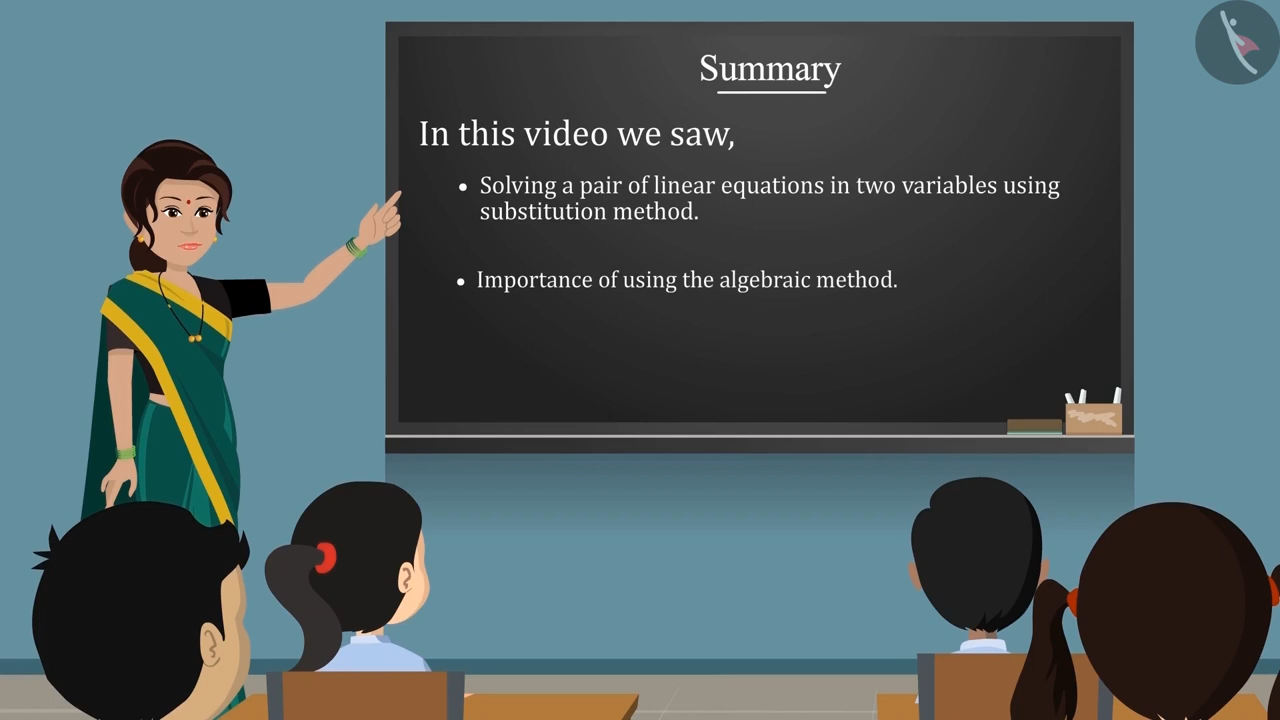 Summary
In this video we saw,
• Solving a pair of linear equations in two variables using
substitution method.
• Importance of using the algebraic method.